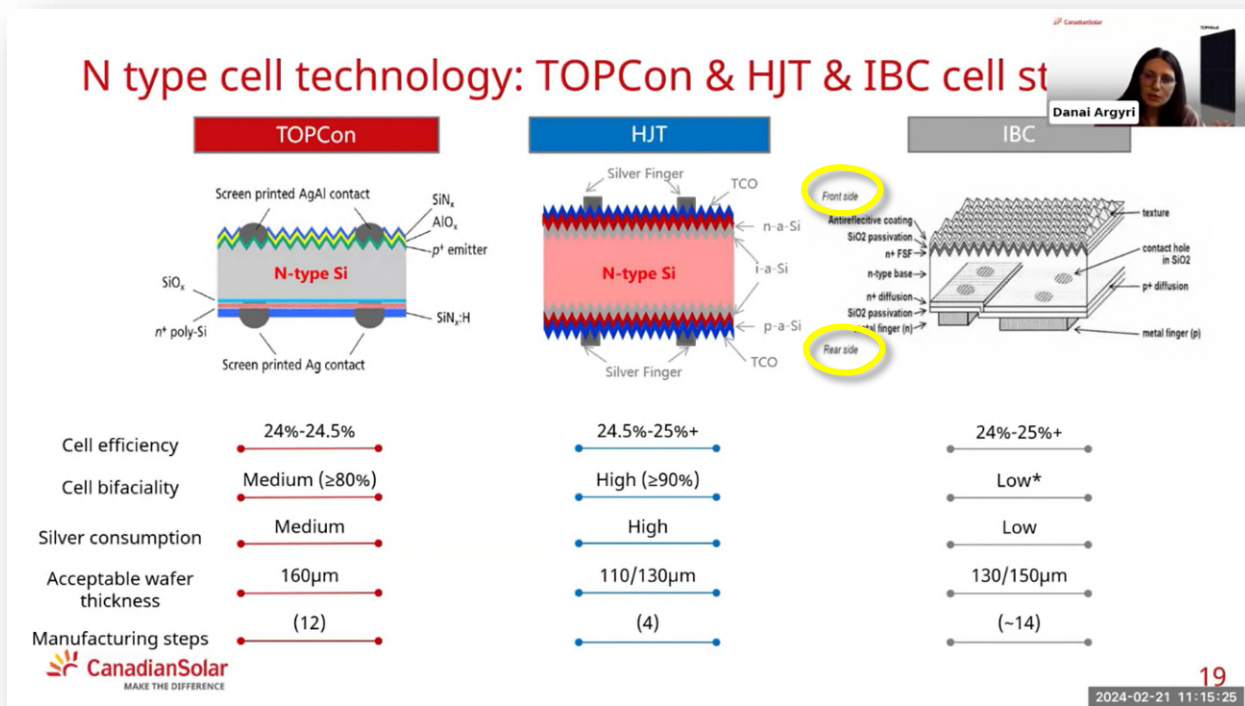 CanadianSolar
N type cell technology: TOPCon & HJT & IBC cell st
Danai Argyri
TOPCon
HJT
IBC
Screen printed AgAl contact
SiNx
AlOx
p+ emitter
N-type Si
SiOx
n+ poly-Si
SiNx:H
Screen printed Ag contact
Silver Finger
TCO
n-a-Si
i-a-Si
N-type Si
p-a-Si
TCO
Silver Finger
Front side
Antireflective coating
SiO2 passivation
n+ FSF
n-type base
n+ diffusion
SiO2 passivation
metal finger (n)
Rear side
texture
contact hole
in SiO2
p+ diffusion
metal finger (p)
Cell efficiency
24%-24.5%
24.5%-25%+
24%-25%+
Cell bifaciality
Medium (≥80%)
High (≥90%)
Low*
Silver consumption
Medium
High
Low
Acceptable wafer
thickness
160μm
110/130μm
130/150μm
Manufacturing steps
(12)
(4)
(~14)
CanadianSolar
MAKE THE DIFFERENCE
19
2024-02-21 11:15:25